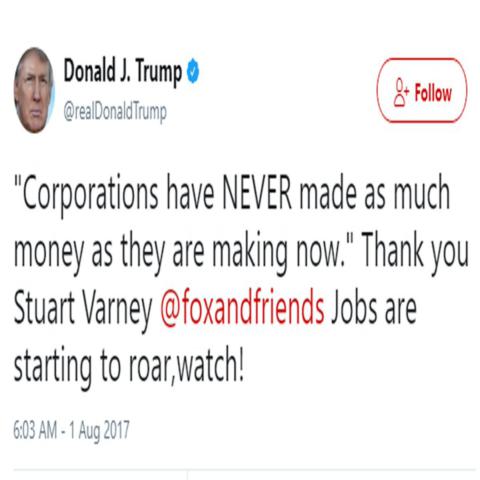 Donald J. Trump
@realDonaldTrump
Follow
"Corporations have NEVER made as much
money as they are making now." Thank you
Stuart Varney @foxandfriends Jobs are
starting to roar,watch!
6:03 AM - 1 Aug 2017